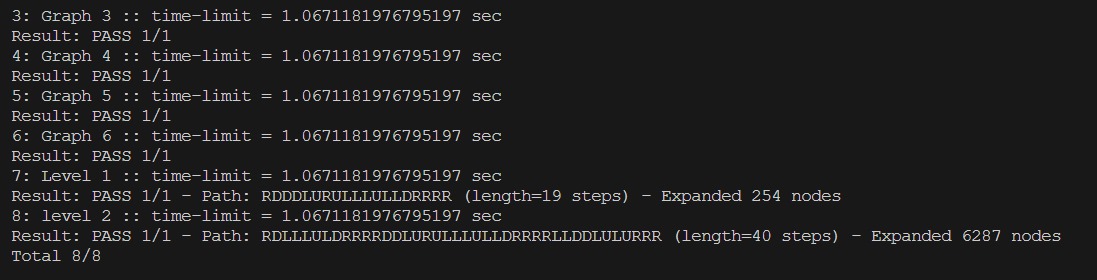 3: Graph 3 :: time-limit = 1.0671181976795197 sec
Result: PASS 1/1
4: Graph 4 :: time-limit = 1.0671181976795197 sec
Result: PASS 1/1
5: Graph 5 :: time-limit = 1.0671181976795197 sec
Result: PASS 1/1
6: Graph 6 :: time-limit = 1.0671181976795197 sec
Result: PASS 1/1
7: Level 1 :: time-limit = 1.0671181976795197 sec
Result: PASS 1/1 - Path: RDDDLURULLLULLDRRRR (length=19 steps) - Expanded 254 nodes
8: level 2 :: time-limit = 1.0671181976795197 sec
Result: PASS 1/1 - Path: RDLLLULDRRRRDDLURULLLULLDRRRRLLDDLULURRR (length=40 steps) - Expanded 6287 nodes
Total 8/8